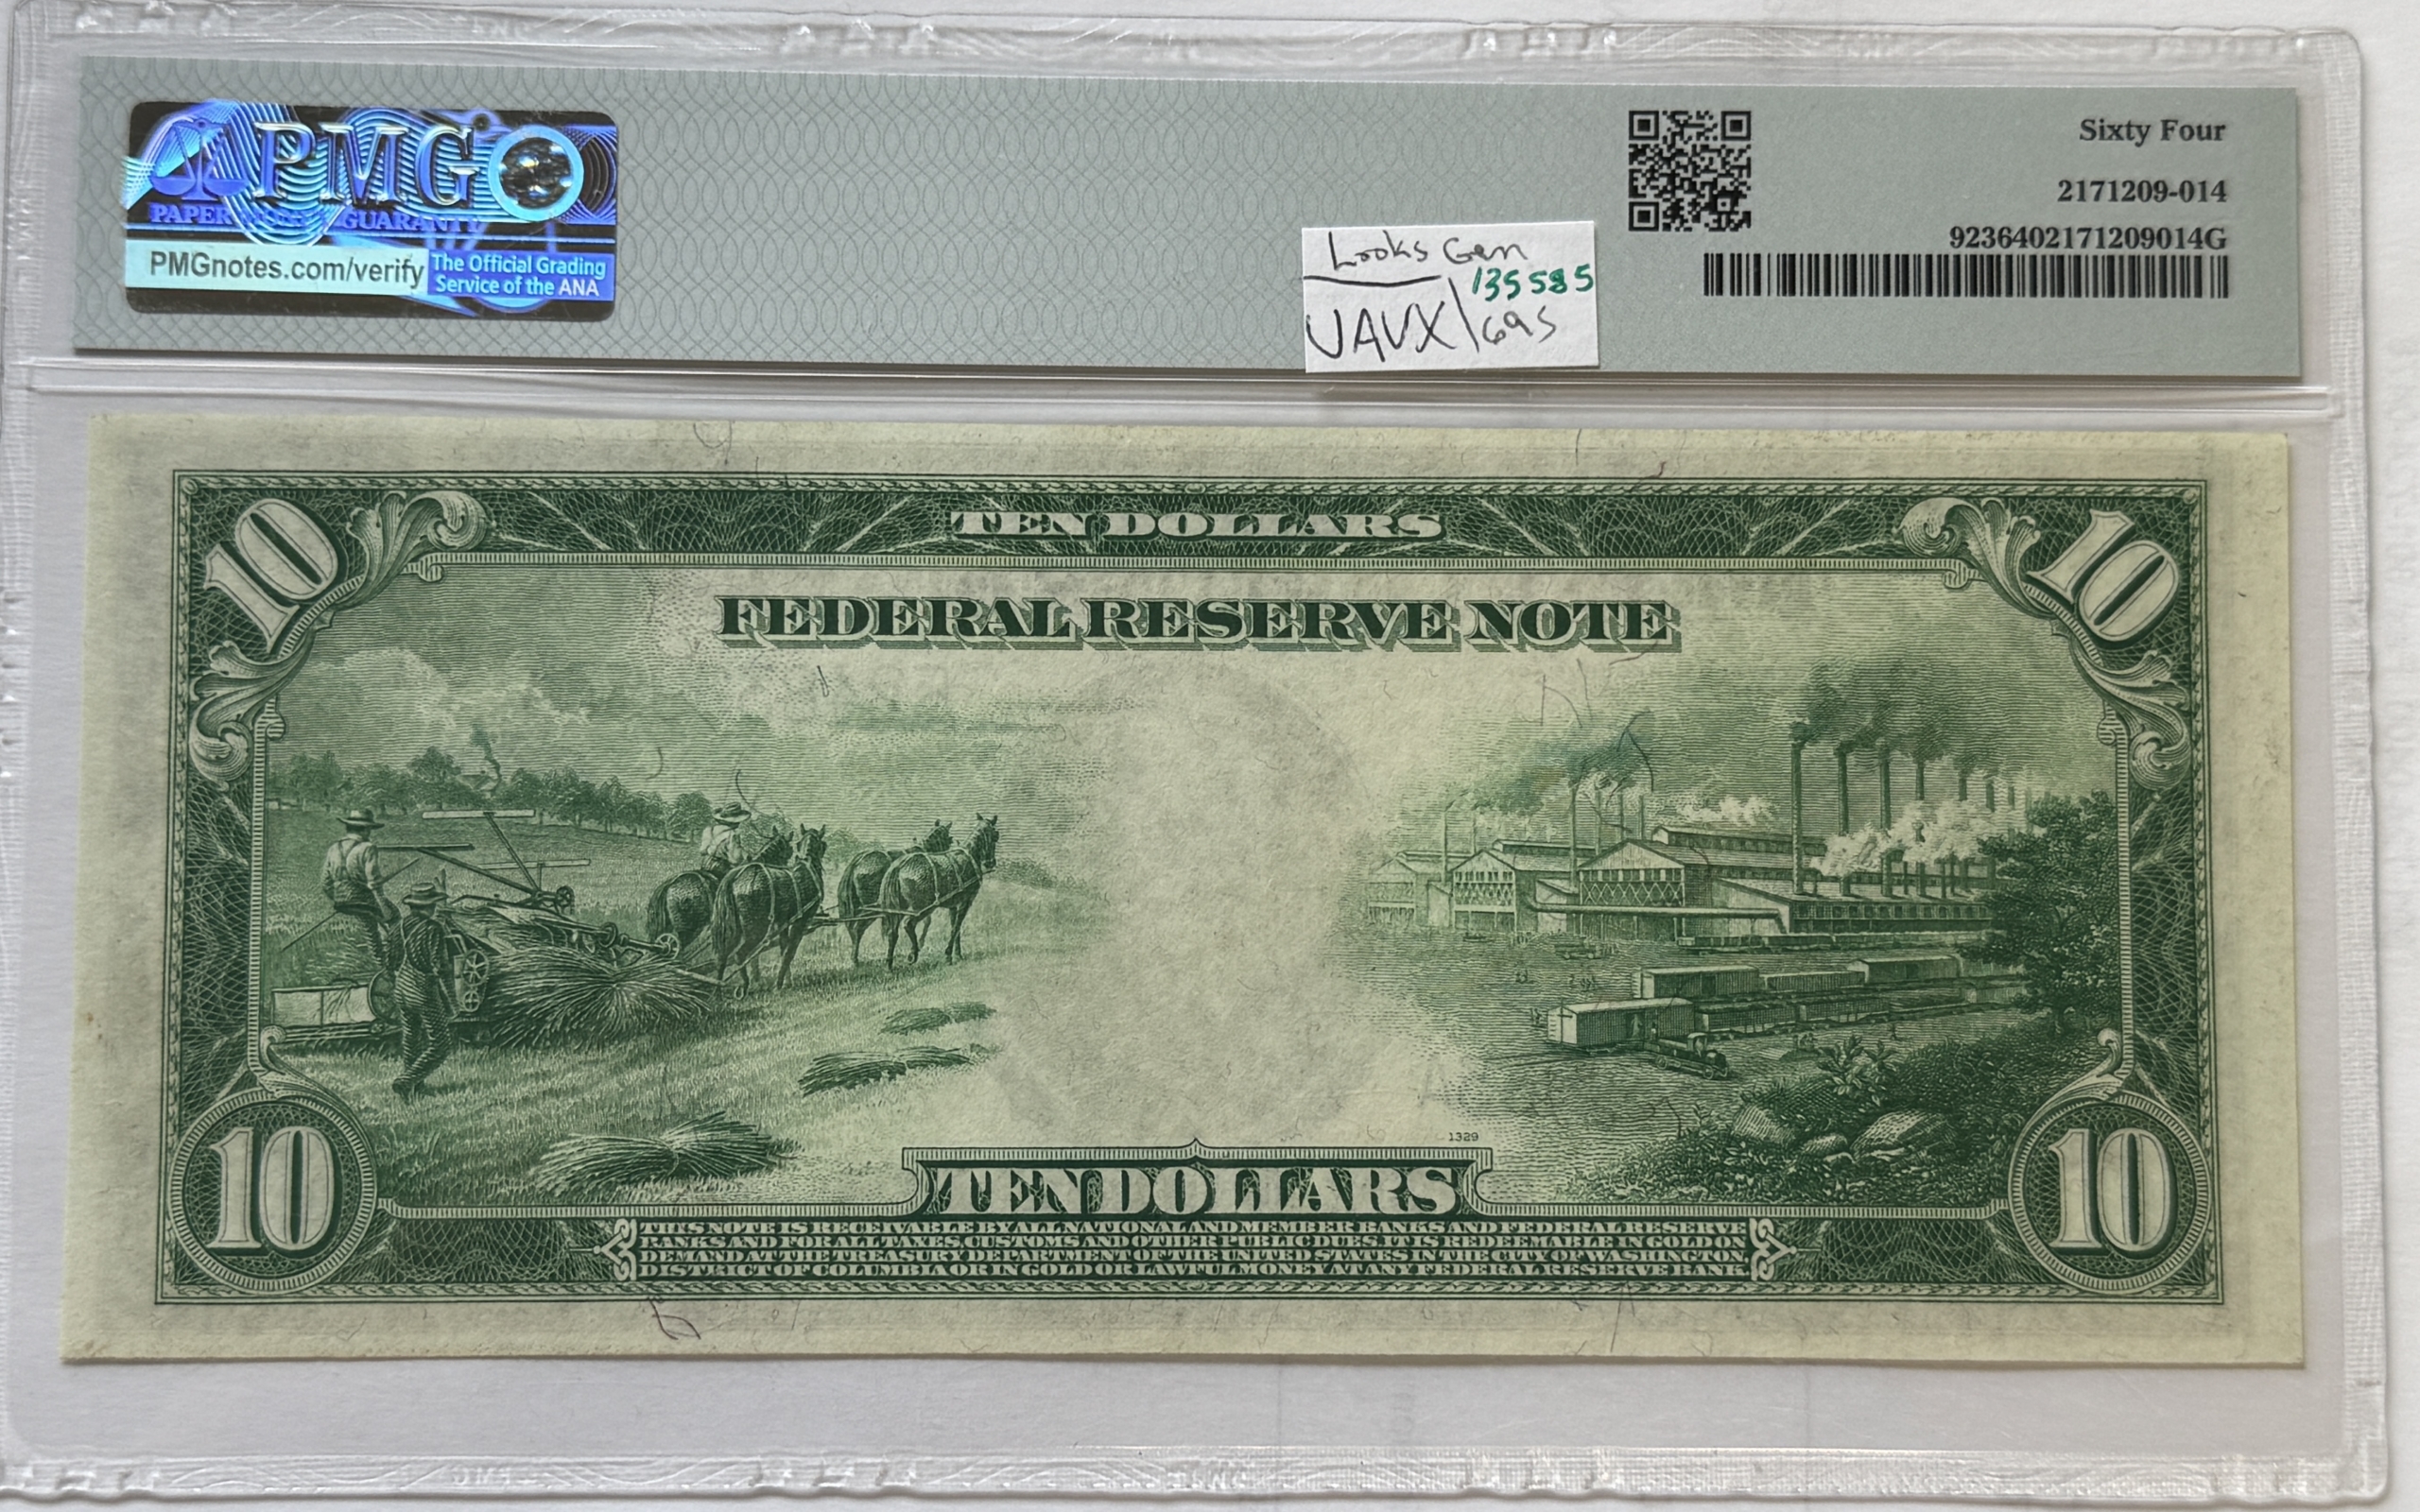 PMG
PAPER MONEY GUARANTY
PMGnotes.com/verify
The Official Grading
Service of the ANA
Looks Gem
135585
VAVX 695
Sixty Four
2171209-014
9236402171209014G
10
TEN DOLLARS
10
FEDERAL RESERVE NOTE
1329
10
TEN DOLLARS
10
THIS NOTE IS RECEIVABLE BY ALL NATIONAL AND MEMBER BANKS AND FEDERAL RESERVE
BANKS AND FOR ALL TAXES, CUSTOMS AND OTHER PUBLIC DUES. IT IS REDEEMABLE IN GOLD ON
DEMAND AT THE TREASURY DEPARTMENT OF THE UNITED STATES IN THE CITY OF WASHINGTON,
DISTRICT OF COLUMBIA OR IN GOLD OR LAWFUL MONEY AT ANY FEDERAL RESERVE BANK.